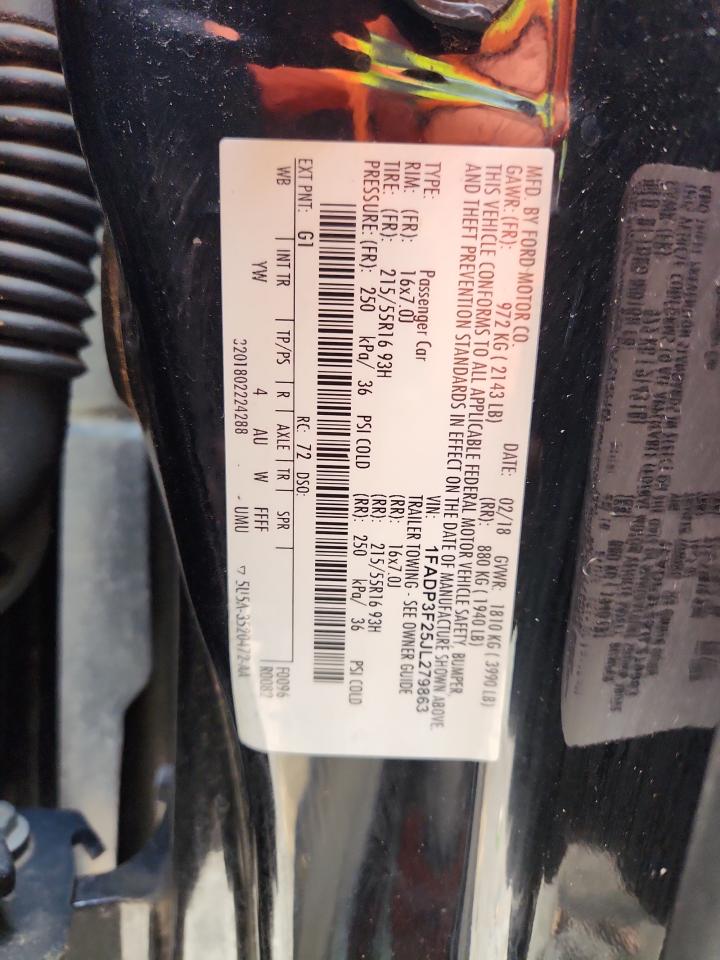 MFD. BY FORD MOTOR CO.
DATE: 02/18 GVWR: 1810 KG ( 3990 LB)
GAWR: (FR): 972 KG ( 2143 LB) (RR): 880 KG ( 1940 LB)
THIS VEHICLE CONFORMS TO ALL APPLICABLE FEDERAL MOTOR VEHICLE SAFETY, BUMPER,
AND THEFT PREVENTION STANDARDS IN EFFECT ON THE DATE OF MANUFACTURE SHOWN ABOVE.
VIN: 1FADP3F25JL279863
TYPE: Passenger Car TRAILER TOWING - SEE OWNER GUIDE
RIM: (FR): 16x7.0J (RR): 16x7.0J
TIRE: (FR): 215/55R16 93H (RR): 215/55R16 93H
PRESSURE: (FR): 250 kPa/ 36 PSI COLD (RR): 250 kPa/ 36 PSI COLD
EXT PNT: G1 RC: 72 DSO: F0096
R0082
WB INT TR TP/PS R AXLE TR SPR
YW 4 AU W FFFF
3201802224288 UMU ▽ 5U5A-3520472-AA